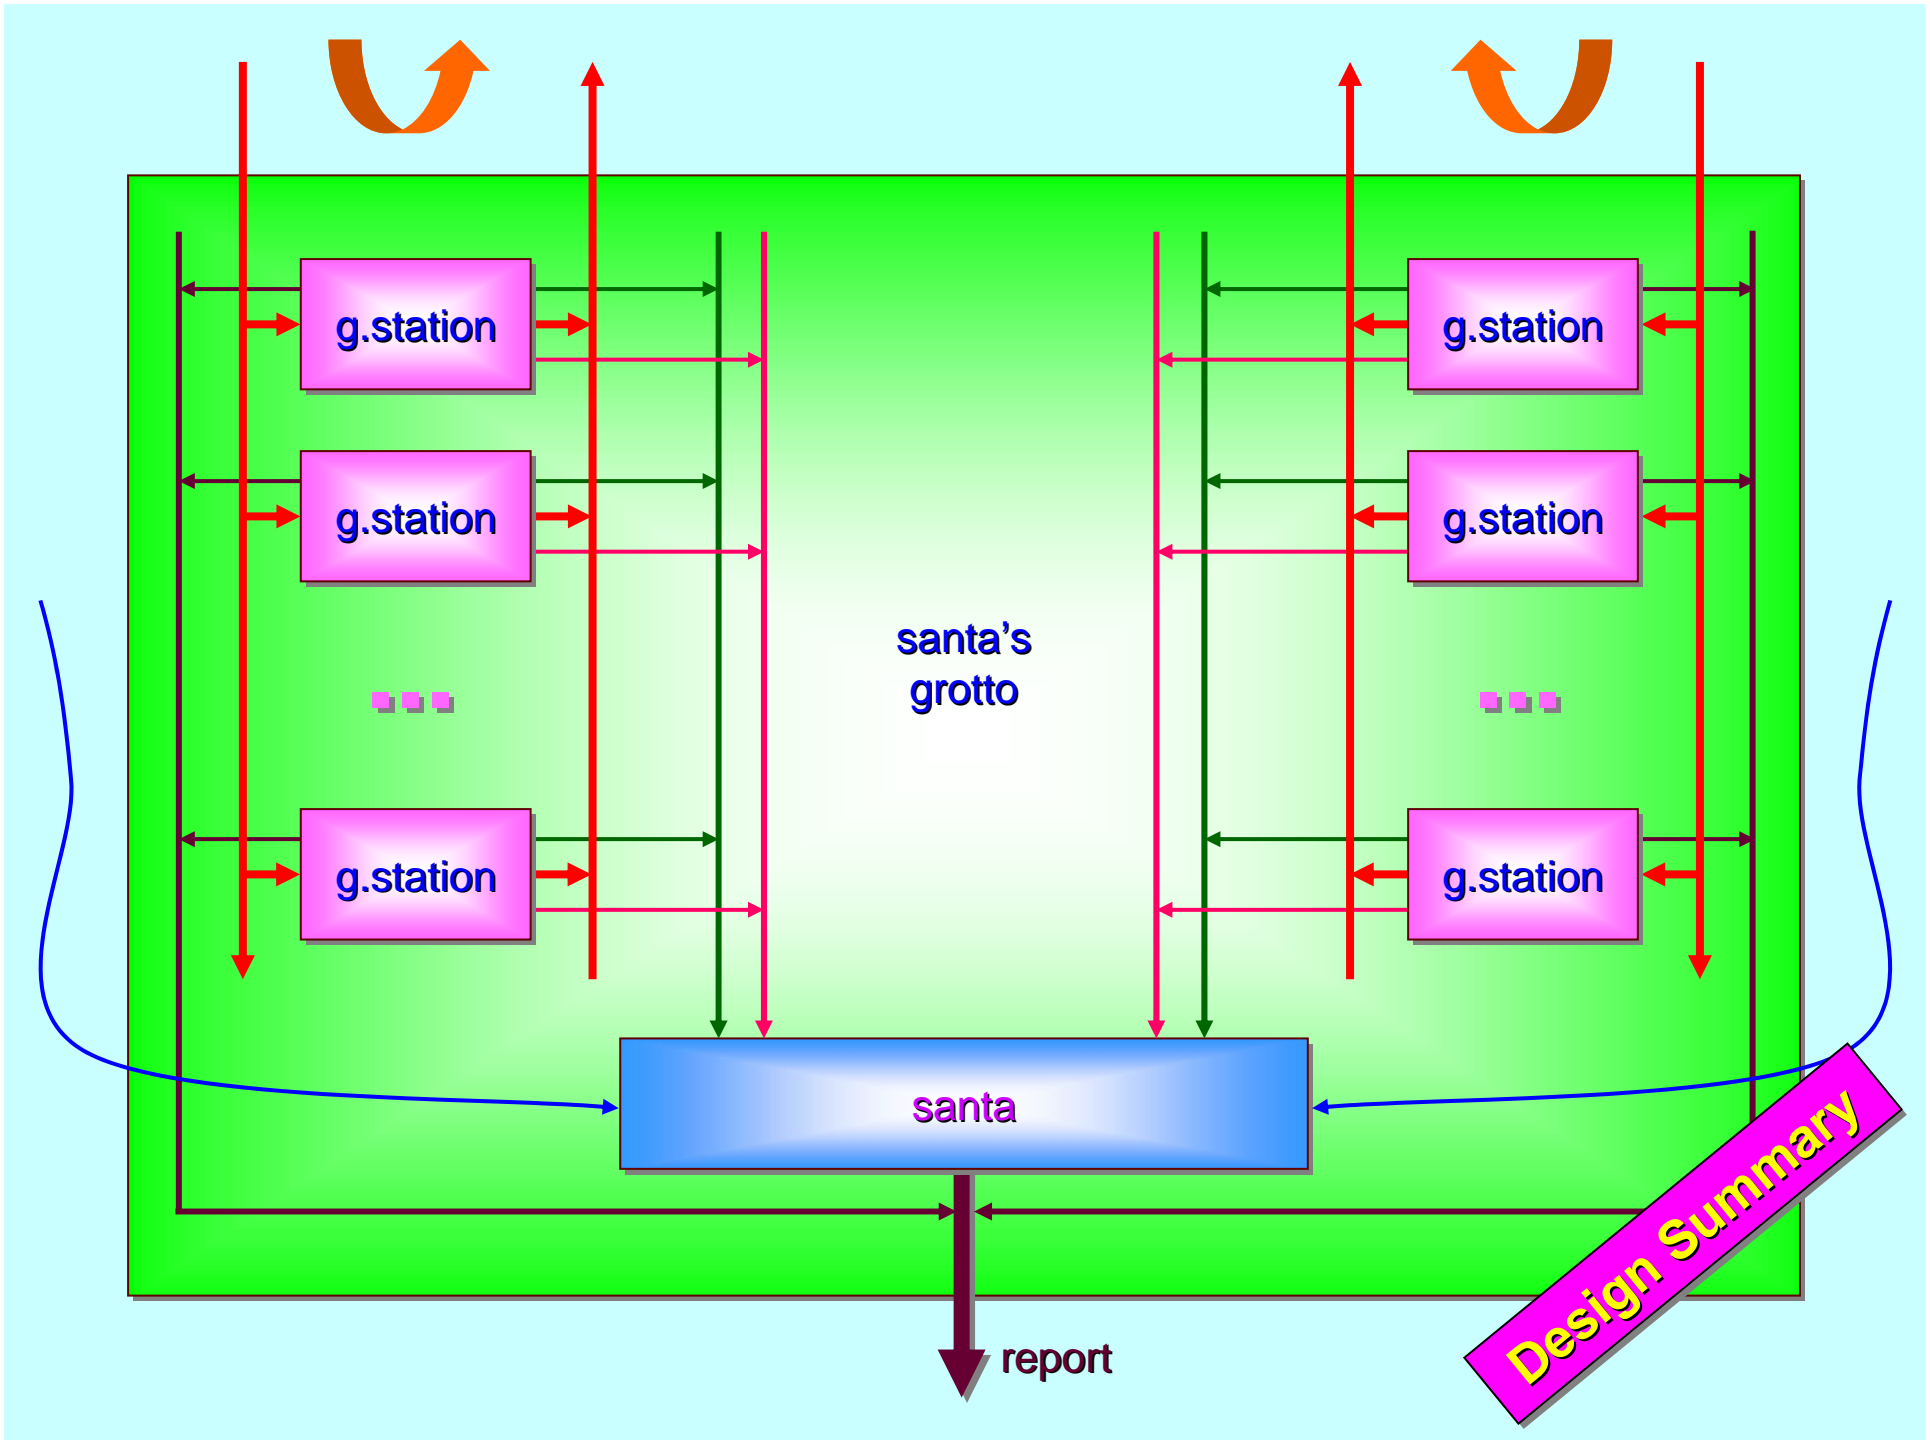 g.station
g.station
g.station
g.station
santa’s
grotto
g.station
g.station
santa
report
Design Summary